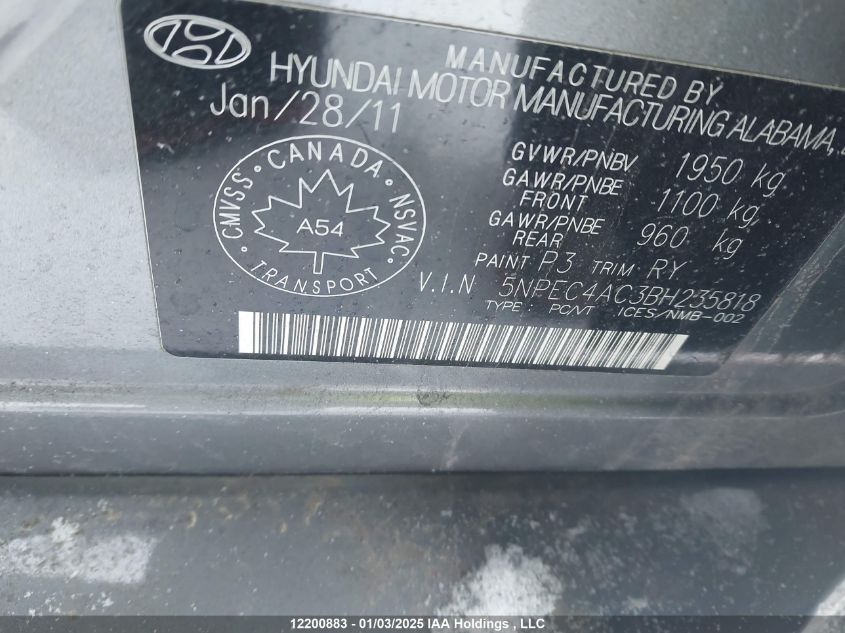 MANUFACTURED BY
HYUNDAI MOTOR MANUFACTURING ALABAMA,
Jan/28/11
CMVSS · CANADA · NSVAC
A54
TRANSPORT
GVWR/PNBV 1950 kg
GAWR/PNBE FRONT 1100 kg
GAWR/PNBE REAR 960 kg
PAINT P3 TRIM RY
V.I.N 5NPEC4AC3BH235818
TYPE: PC/VT ICES/NMB-002
12200883 - 01/03/2025 IAA Holdings , LLC